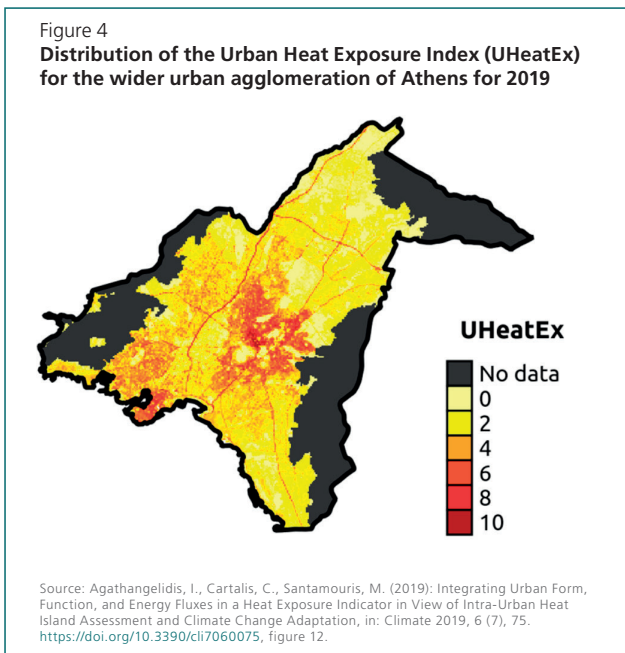 Figure 4
Distribution of the Urban Heat Exposure Index (UHeatEx)
for the wider urban agglomeration of Athens for 2019
UHeatEx
No data
0
2
4
6
8
10
Source: Agathangelidis, I., Cartalis, C., Santamouris, M. (2019): Integrating Urban Form,
Function, and Energy Fluxes in a Heat Exposure Indicator in View of Intra-Urban Heat
Island Assessment and Climate Change Adaptation, in: Climate 2019, 6 (7), 75.
https://doi.org/10.3390/cli7060075, figure 12.